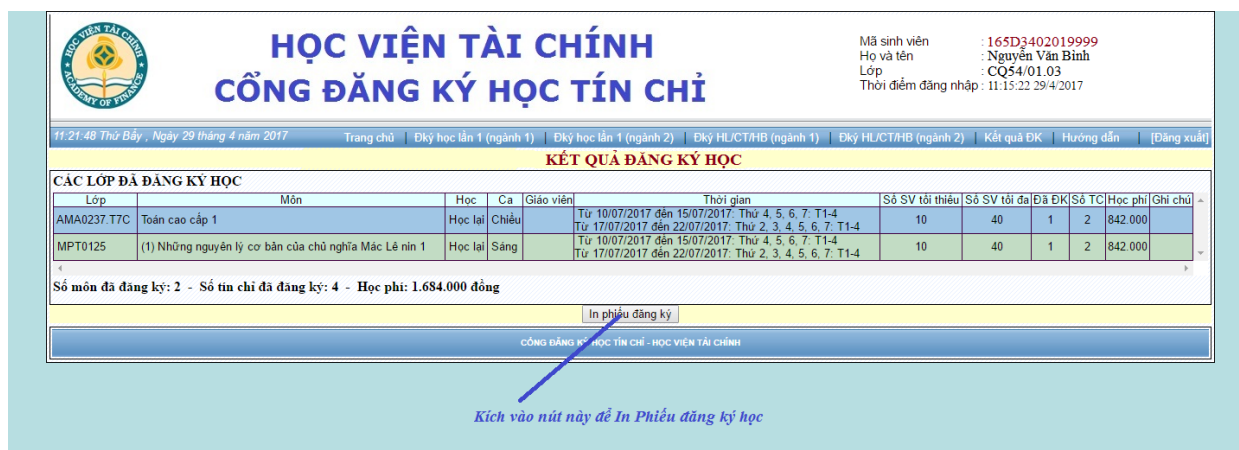 HỌC VIỆN TÀI CHÍNH
ACADEMY OF FINANCE
HỌC VIỆN TÀI CHÍNH
CỔNG ĐĂNG KÝ HỌC TÍN CHỈ
Mã sinh viên : 165D3402019999
Họ và tên : Nguyễn Văn Bình
Lớp : CQ54/01.03
Thời điểm đăng nhập : 11:15:22 29/4/2017
11:21:48 Thứ Bẩy , Ngày 29 tháng 4 năm 2017 Trang chủ | Đký học lần 1 (ngành 1) | Đký học lần 1 (ngành 2) | Đký HL/CT/HB (ngành 1) | Đký HL/CT/HB (ngành 2) | Kết quả ĐK | Hướng dẫn | [Đăng xuất]
KẾT QUẢ ĐĂNG KÝ HỌC
CÁC LỚP ĐÃ ĐĂNG KÝ HỌC
Lớp Môn Học Ca Giáo viên Thời gian Số SV tối thiểu Số SV tối đa Đã ĐK Số TC Học phí Ghi chú
AMA0237.T7C Toán cao cấp 1 Học lại Chiều Từ 10/07/2017 đến 15/07/2017: Thứ 4, 5, 6, 7: T1-4 10 40 1 2 842.000
Từ 17/07/2017 đến 22/07/2017: Thứ 2, 3, 4, 5, 6, 7: T1-4
MPT0125 (1) Những nguyên lý cơ bản của chủ nghĩa Mác Lê nin 1 Học lại Sáng Từ 10/07/2017 đến 15/07/2017: Thứ 4, 5, 6, 7: T1-4 10 40 1 2 842.000
Từ 17/07/2017 đến 22/07/2017: Thứ 2, 3, 4, 5, 6, 7: T1-4
Số môn đã đăng ký: 2 - Số tín chỉ đã đăng ký: 4 - Học phí: 1.684.000 đồng
In phiếu đăng ký
CỔNG ĐĂNG KÝ HỌC TÍN CHỈ - HỌC VIỆN TÀI CHÍNH
Kích vào nút này để In Phiếu đăng ký học